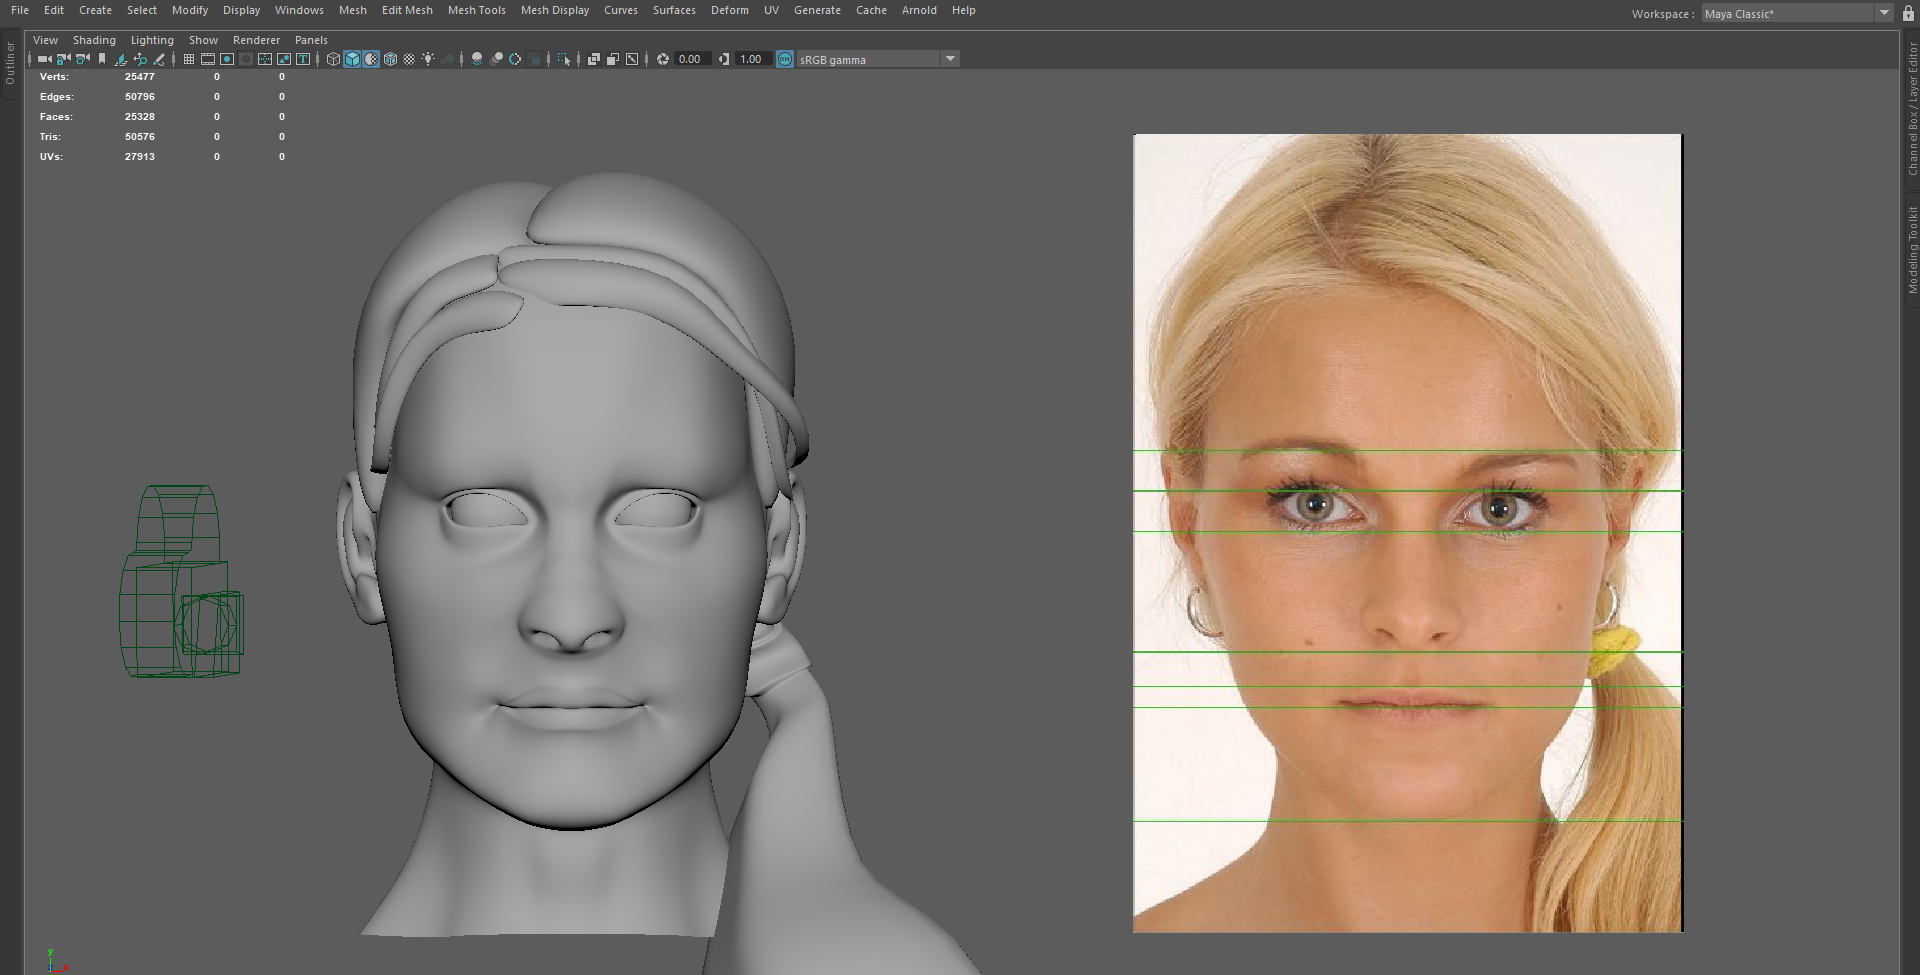 File Edit Create Select Modify Display Windows Mesh Edit Mesh Mesh Tools Mesh Display Curves Surfaces Deform UV Generate Cache Arnold Help
Workspace : Maya Classic*
View Shading Lighting Show Renderer Panels
0.00 1.00 ON sRGB gamma
Verts: 25477 0 0
Edges: 50796 0 0
Faces: 25328 0 0
Tris: 50576 0 0
UVs: 27913 0 0
Outliner
Channel Box / Layer Editor
Modeling Toolkit
y
x